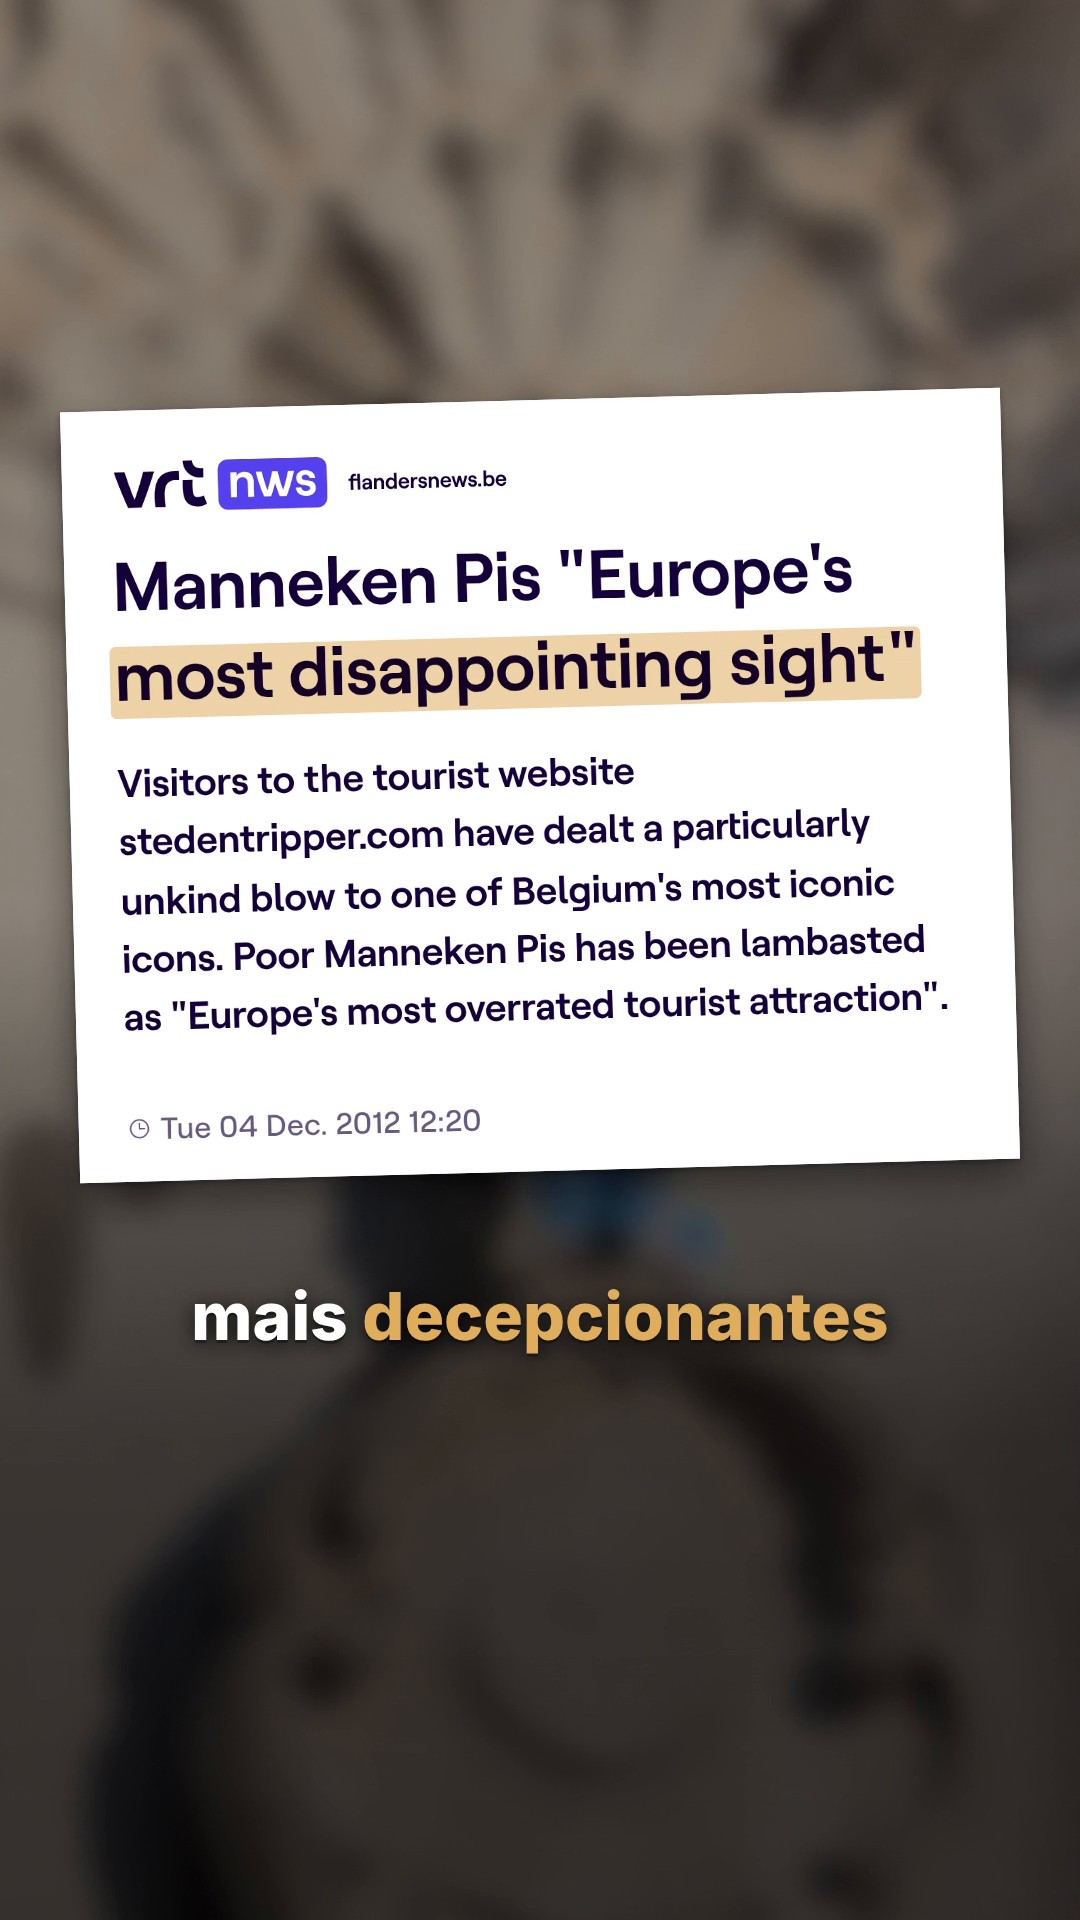 vrt nws flandersnews.be
Manneken Pis "Europe's
most disappointing sight"
Visitors to the tourist website
stedentripper.com have dealt a particularly
unkind blow to one of Belgium's most iconic
icons. Poor Manneken Pis has been lambasted
as "Europe's most overrated tourist attraction".
Tue 04 Dec. 2012 12:20
mais decepcionantes